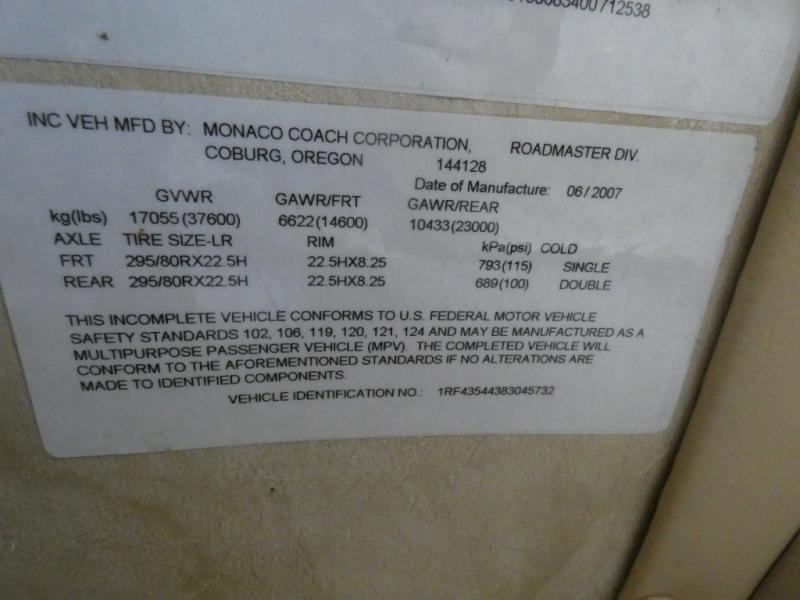 712538
INC VEH MFD BY: MONACO COACH CORPORATION, ROADMASTER DIV.
COBURG, OREGON 144128
Date of Manufacture: 06/2007
GVWR GAWR/FRT GAWR/REAR
kg(lbs) 17055(37600) 6622(14600) 10433(23000)
AXLE TIRE SIZE-LR RIM kPa(psi) COLD
FRT 295/80RX22.5H 22.5HX8.25 793(115) SINGLE
REAR 295/80RX22.5H 22.5HX8.25 689(100) DOUBLE
THIS INCOMPLETE VEHICLE CONFORMS TO U.S. FEDERAL MOTOR VEHICLE
SAFETY STANDARDS 102, 106, 119, 120, 121, 124 AND MAY BE MANUFACTURED AS A
MULTIPURPOSE PASSENGER VEHICLE (MPV). THE COMPLETED VEHICLE WILL
CONFORM TO THE AFOREMENTIONED STANDARDS IF NO ALTERATIONS ARE
MADE TO IDENTIFIED COMPONENTS.
VEHICLE IDENTIFICATION NO.: 1RF43544383045732